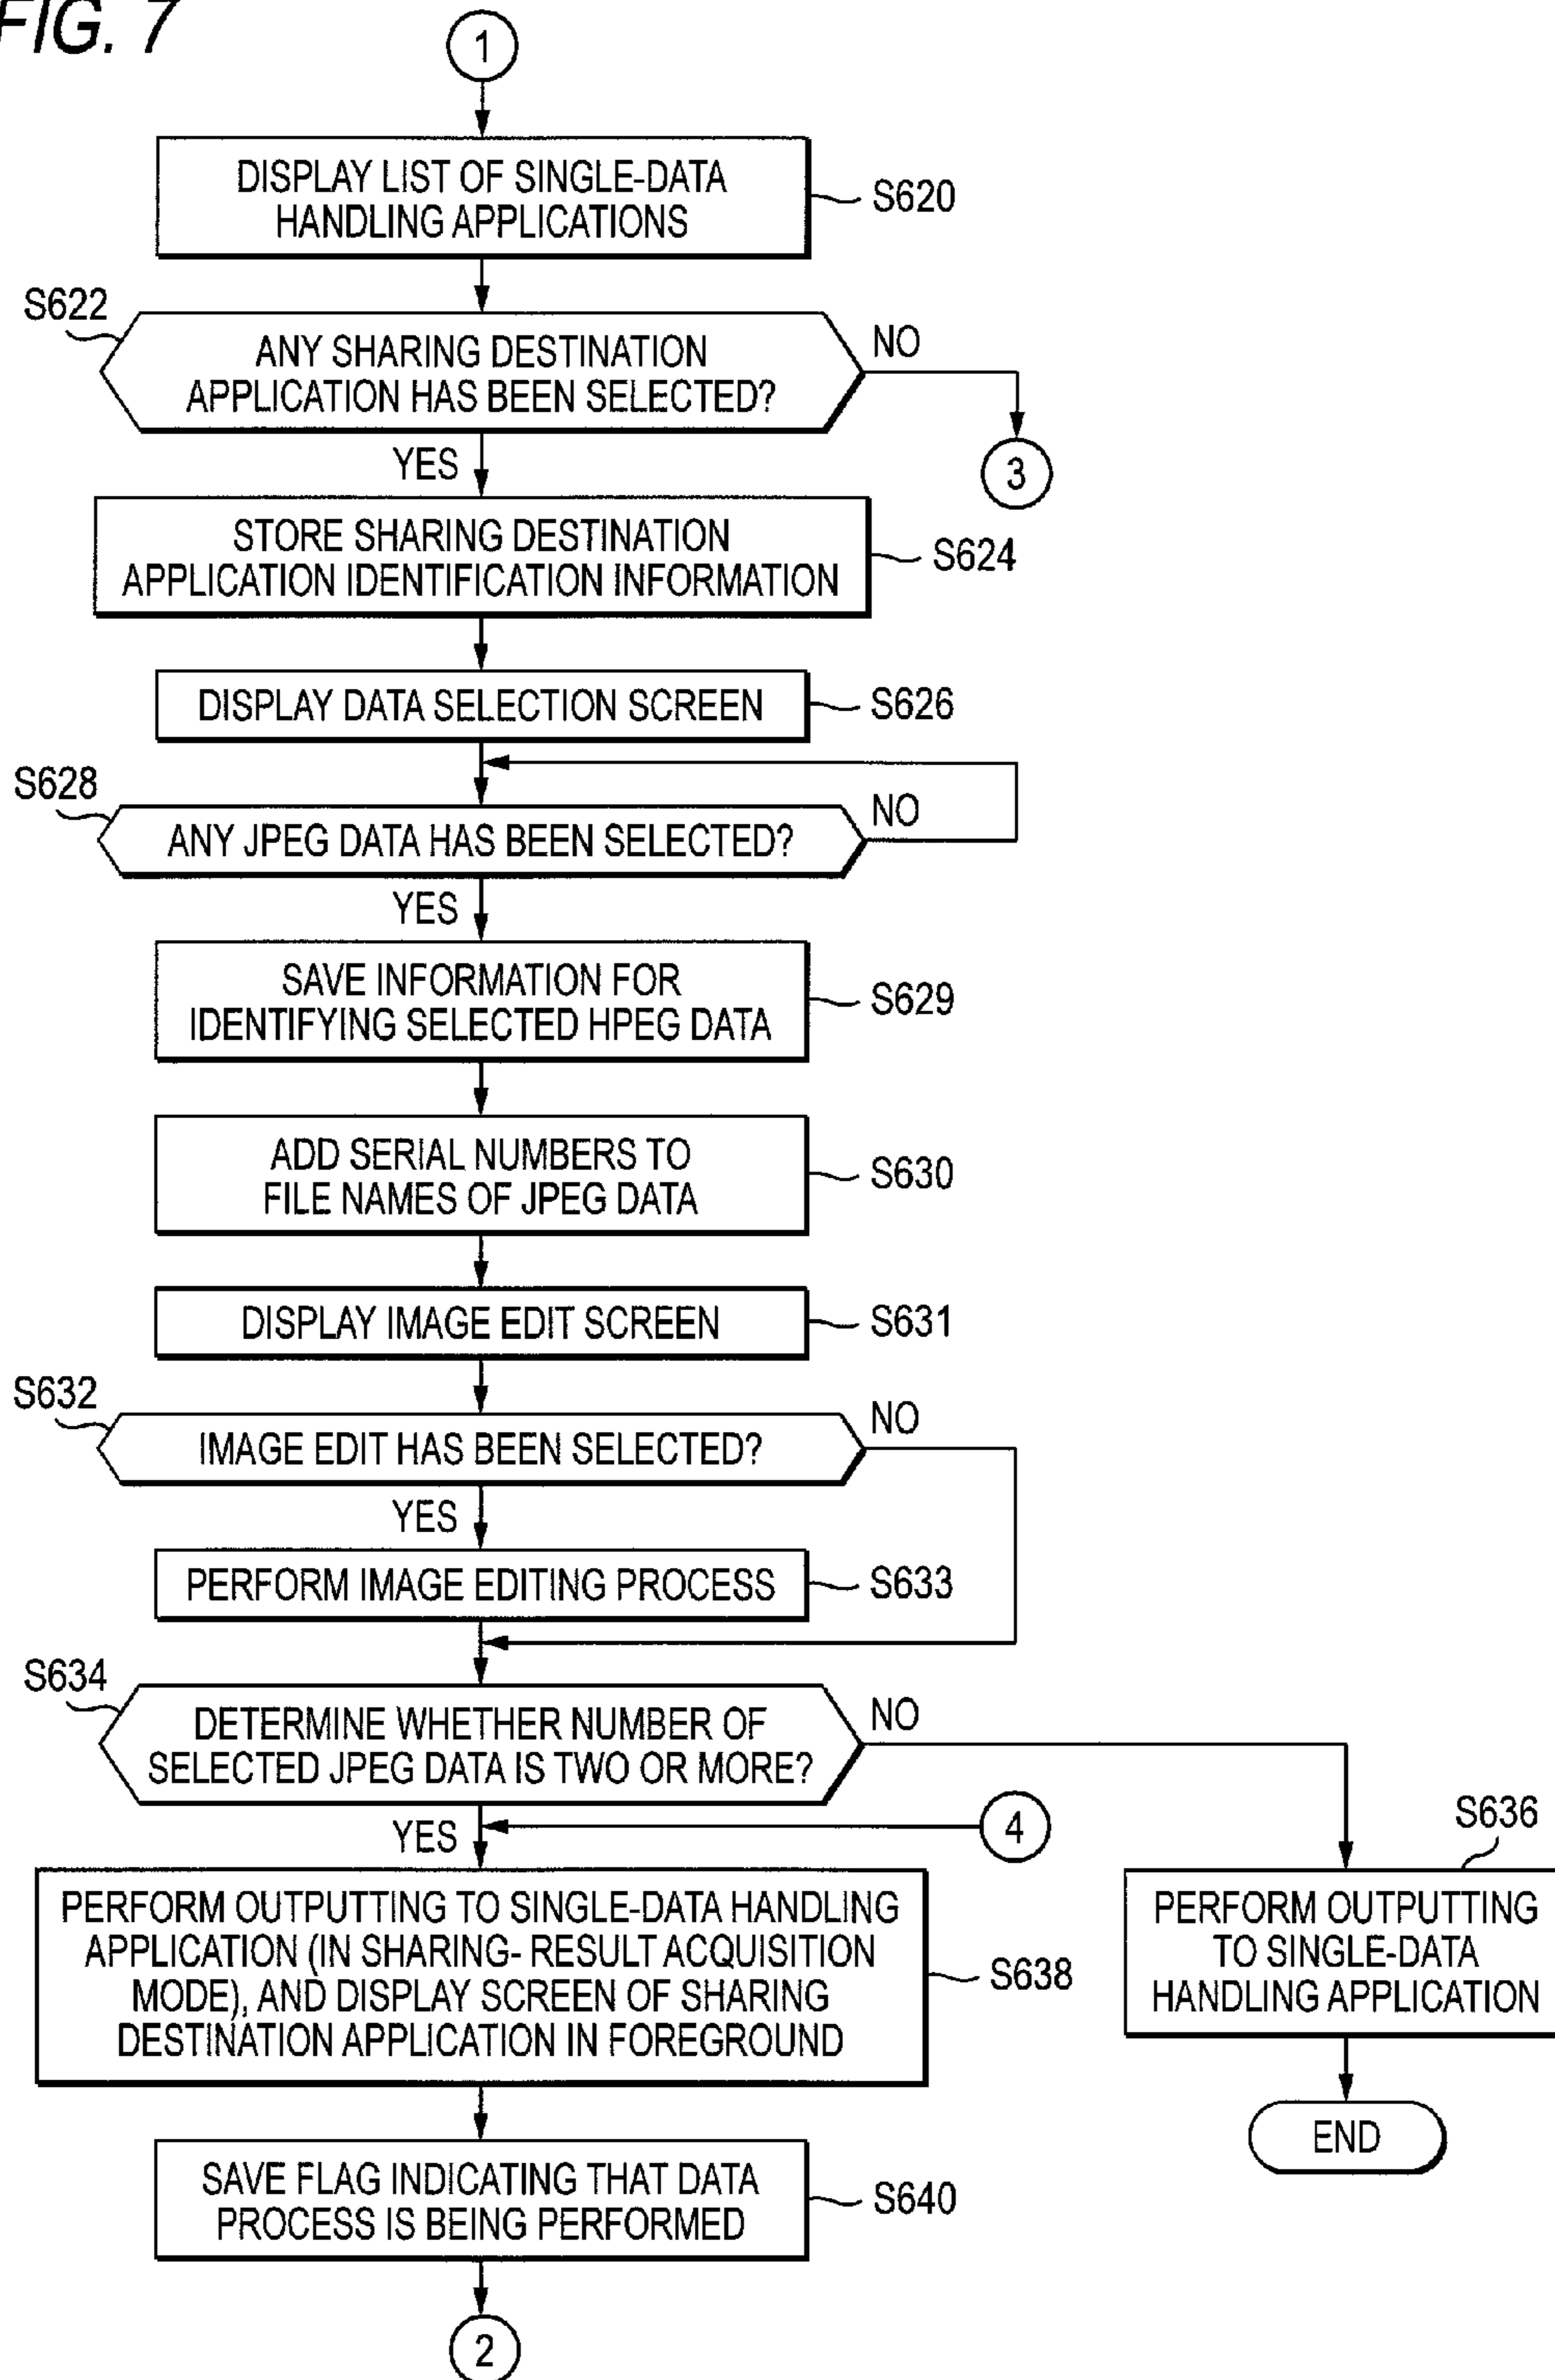 FIG. 7
1
DISPLAY LIST OF SINGLE-DATA
HANDLING APPLICATIONS
S620
S622
ANY SHARING DESTINATION
APPLICATION HAS BEEN SELECTED?
NO
3
YES
STORE SHARING DESTINATION
APPLICATION IDENTIFICATION INFORMATION
S624
DISPLAY DATA SELECTION SCREEN
S626
S628
ANY JPEG DATA HAS BEEN SELECTED?
NO
YES
SAVE INFORMATION FOR
IDENTIFYING SELECTED HPEG DATA
S629
ADD SERIAL NUMBERS TO
FILE NAMES OF JPEG DATA
S630
DISPLAY IMAGE EDIT SCREEN
S631
S632
IMAGE EDIT HAS BEEN SELECTED?
NO
YES
PERFORM IMAGE EDITING PROCESS
S633
S634
DETERMINE WHETHER NUMBER OF
SELECTED JPEG DATA IS TWO OR MORE?
NO
4
YES
PERFORM OUTPUTTING TO SINGLE-DATA HANDLING
APPLICATION (IN SHARING- RESULT ACQUISITION
MODE), AND DISPLAY SCREEN OF SHARING
DESTINATION APPLICATION IN FOREGROUND
S638
S636
PERFORM OUTPUTTING
TO SINGLE-DATA
HANDLING APPLICATION
END
SAVE FLAG INDICATING THAT DATA
PROCESS IS BEING PERFORMED
S640
2